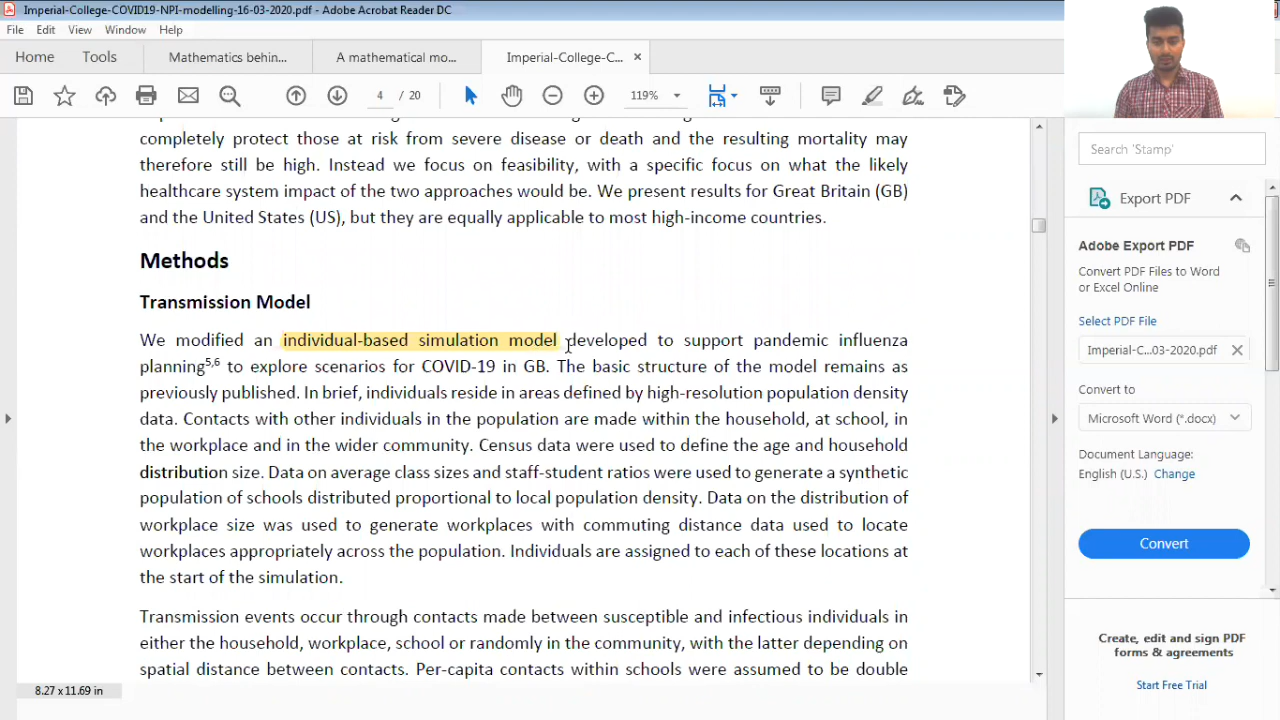 Imperial-College-COVID19-NPI-modelling-16-03-2020.pdf - Adobe Acrobat Reader DC
File Edit View Window Help
Home Tools Mathematics behin... A mathematical mo... Imperial-College-C... ×
4 / 20 119%
completely protect those at risk from severe disease or death and the resulting mortality may
therefore still be high. Instead we focus on feasibility, with a specific focus on what the likely
healthcare system impact of the two approaches would be. We present results for Great Britain (GB)
and the United States (US), but they are equally applicable to most high-income countries.
Methods
Transmission Model
We modified an individual-based simulation model developed to support pandemic influenza
planning5,6 to explore scenarios for COVID-19 in GB. The basic structure of the model remains as
previously published. In brief, individuals reside in areas defined by high-resolution population density
data. Contacts with other individuals in the population are made within the household, at school, in
the workplace and in the wider community. Census data were used to define the age and household
distribution size. Data on average class sizes and staff-student ratios were used to generate a synthetic
population of schools distributed proportional to local population density. Data on the distribution of
workplace size was used to generate workplaces with commuting distance data used to locate
workplaces appropriately across the population. Individuals are assigned to each of these locations at
the start of the simulation.
Transmission events occur through contacts made between susceptible and infectious individuals in
either the household, workplace, school or randomly in the community, with the latter depending on
spatial distance between contacts. Per-capita contacts within schools were assumed to be double
8.27 x 11.69 in
Search 'Stamp'
Export PDF
Adobe Export PDF
Convert PDF Files to Word
or Excel Online
Select PDF File
Imperial-C...03-2020.pdf
Convert to
Microsoft Word (*.docx)
Document Language:
English (U.S.) Change
Convert
Create, edit and sign PDF
forms & agreements
Start Free Trial